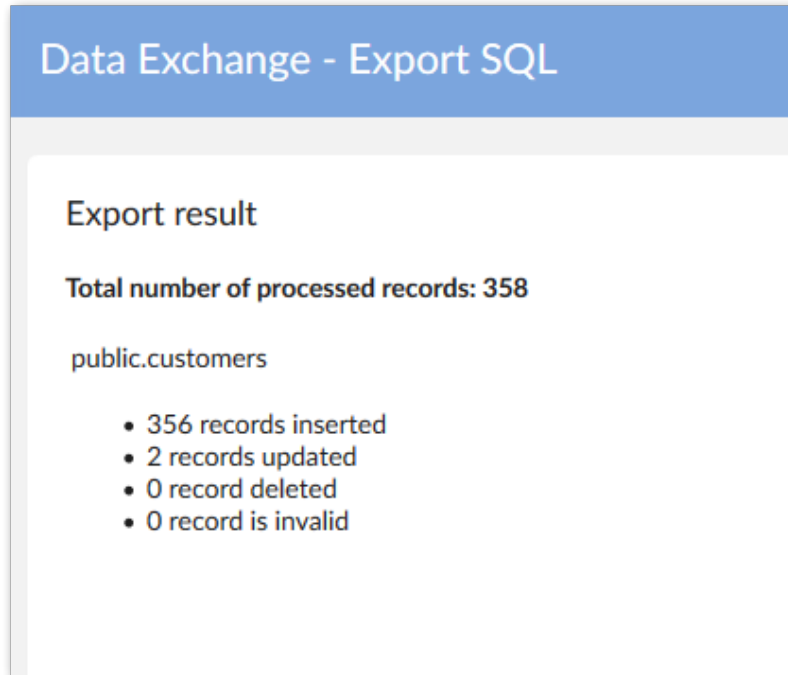 Data Exchange - Export SQL
Export result
Total number of processed records: 358
public.customers
• 356 records inserted
• 2 records updated
• 0 record deleted
• 0 record is invalid